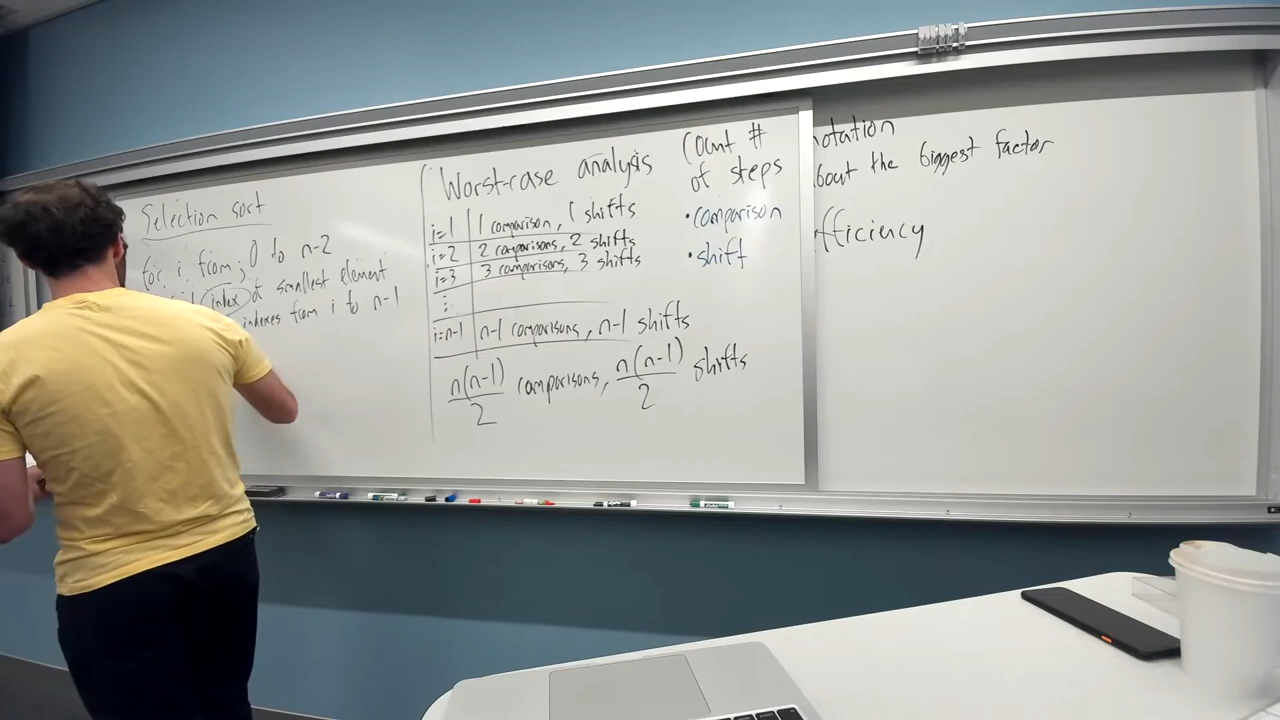 Selection sort
for i from 0 to n-2
index of smallest element
indexes from i to n-1
Worst-case analysis
i=1 1 comparison, 1 shifts
i=2 2 comparisons, 2 shifts
i=3 3 comparisons, 3 shifts
⋮
i=n-1 n-1 comparisons, n-1 shifts
n(n-1)/2 comparisons, n(n-1)/2 shifts
Count #
of steps
• comparison
• shift
otation
bout the biggest factor
fficiency